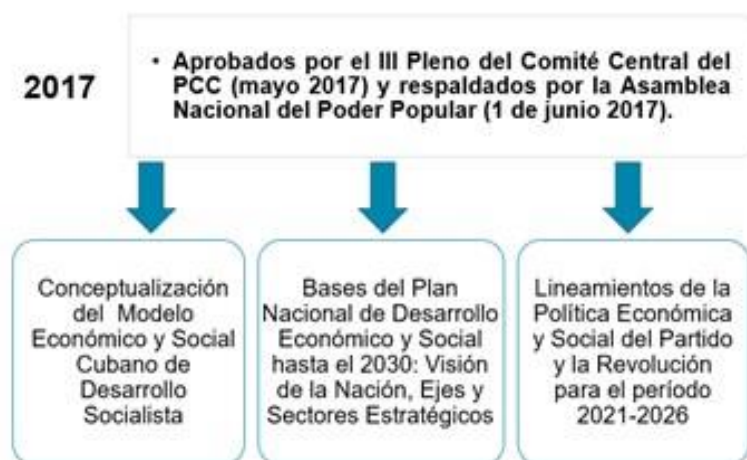 2017
• Aprobados por el III Pleno del Comité Central del
PCC (mayo 2017) y respaldados por la Asamblea
Nacional del Poder Popular (1 de junio 2017).
Conceptualización
del Modelo
Económico y Social
Cubano de
Desarrollo
Socialista
Bases del Plan
Nacional de Desarrollo
Económico y Social
hasta el 2030: Visión
de la Nación, Ejes y
Sectores Estratégicos
Lineamientos de la
Política Económica
y Social del Partido
y la Revolución
para el período
2021-2026